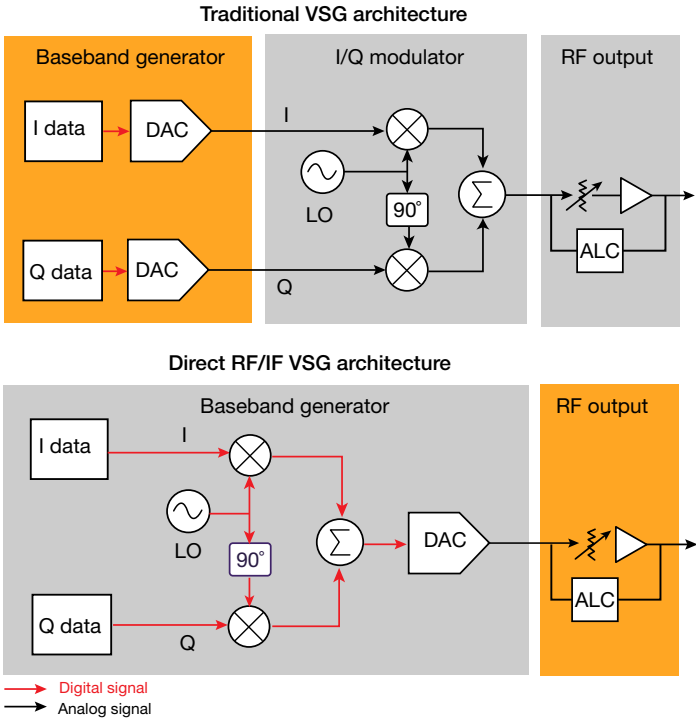 Traditional VSG architecture
Baseband generator
I/Q modulator
RF output
I data
DAC
I
LO
90°
Σ
ALC
Q data
DAC
Q
Direct RF/IF VSG architecture
Baseband generator
RF output
I data
I
LO
90°
Σ
DAC
ALC
Q data
Q
Digital signal
Analog signal